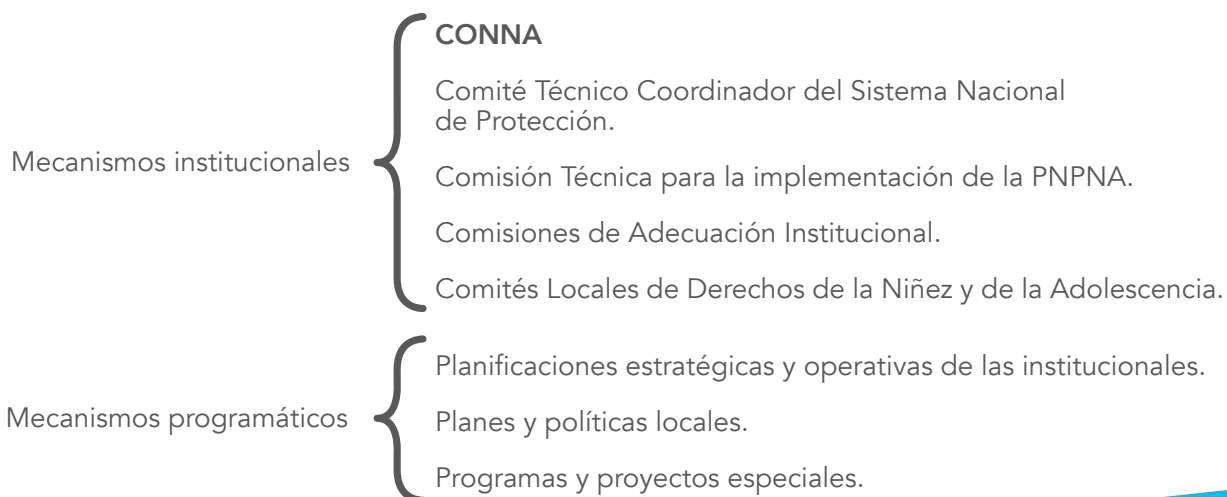 Mecanismos institucionales
CONNA
Comité Técnico Coordinador del Sistema Nacional
de Protección.
Comisión Técnica para la implementación de la PNPNA.
Comisiones de Adecuación Institucional.
Comités Locales de Derechos de la Niñez y de la Adolescencia.
Mecanismos programáticos
Planificaciones estratégicas y operativas de las institucionales.
Planes y políticas locales.
Programas y proyectos especiales.